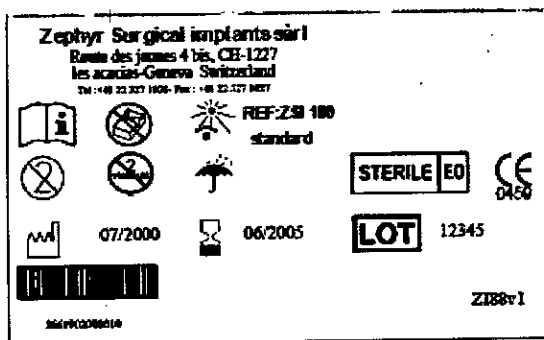 Zephyr Surgical implants sàrl
Route des jeunes 4 bis, CH-1227
les acacias-Geneva Switzerland
REF:ZSI 100
standard
2
STERILE EO
0459
07/2000
06/2005
LOT 12345
ZI88v1